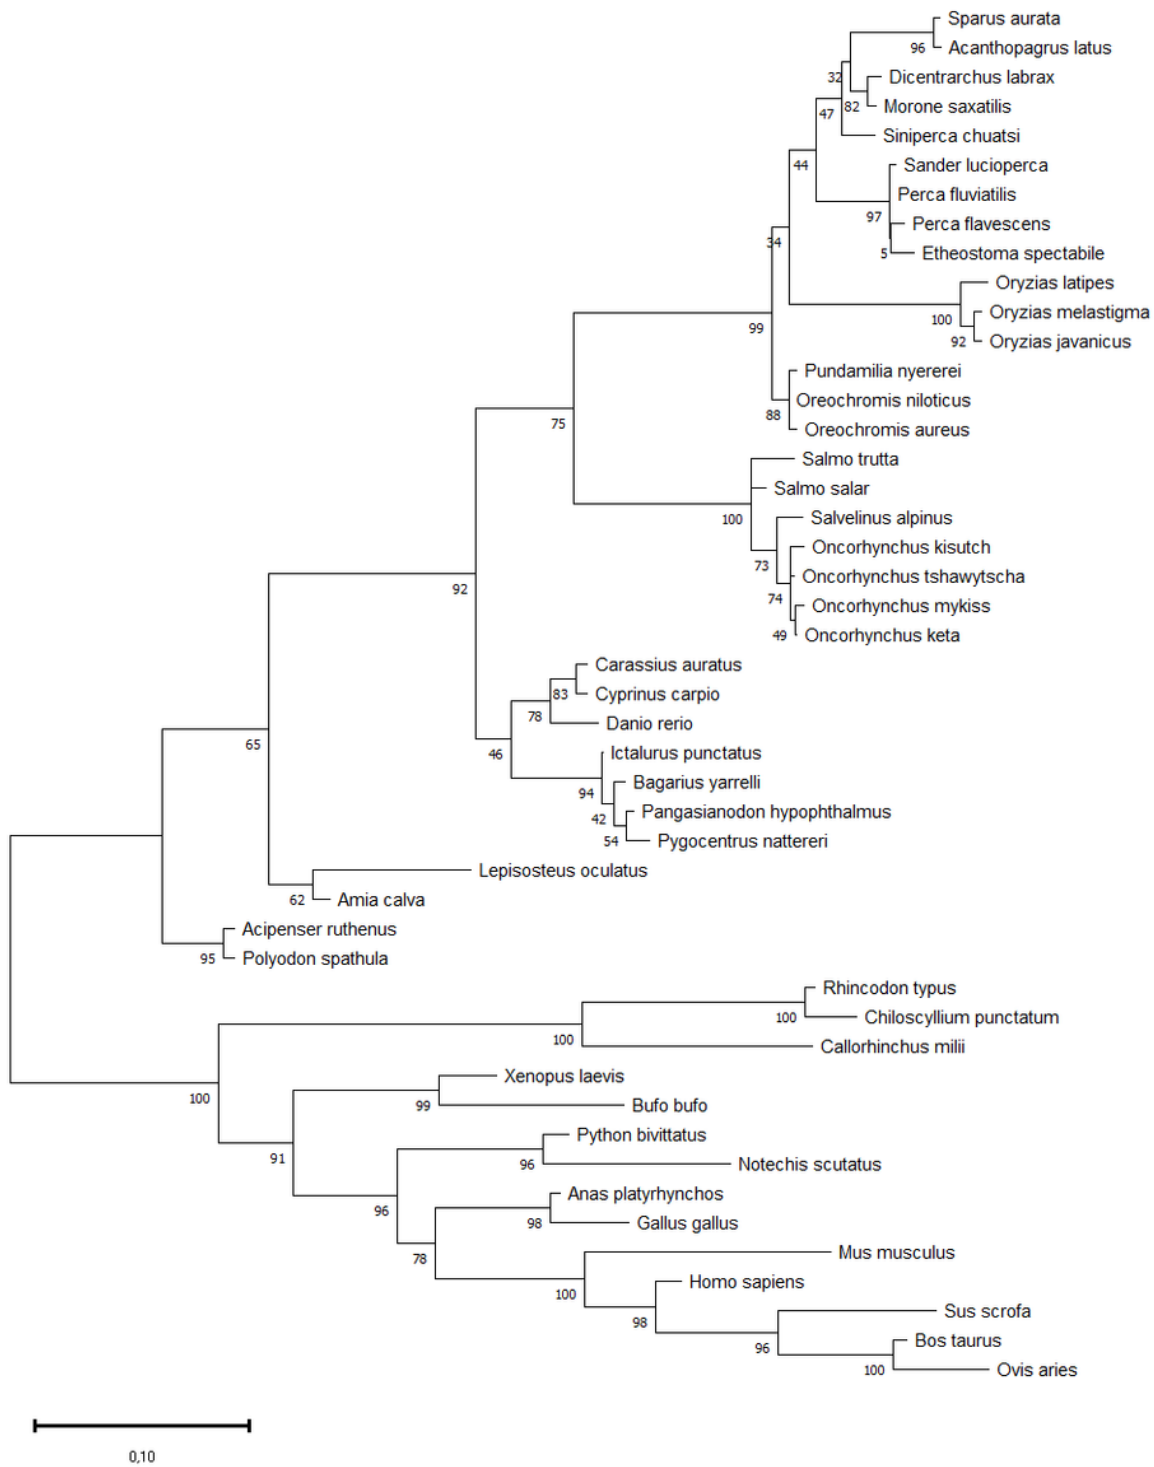 Sparus aurata
96
Acanthopagrus latus
32
Dicentrarchus labrax
82
Morone saxatilis
47
Siniperca chuatsi
44
Sander lucioperca
Perca fluviatilis
97
Perca flavescens
34
5
Etheostoma spectabile
Oryzias latipes
100
Oryzias melastigma
99
92
Oryzias javanicus
Pundamilia nyererei
Oreochromis niloticus
88
75
Oreochromis aureus
Salmo trutta
Salmo salar
100
Salvelinus alpinus
Oncorhynchus kisutch
73
Oncorhynchus tshawytscha
92
74
Oncorhynchus mykiss
49
Oncorhynchus keta
Carassius auratus
83
Cyprinus carpio
78
Danio rerio
65
46
Ictalurus punctatus
Bagarius yarrelli
94
Pangasianodon hypophthalmus
42
54
Pygocentrus nattereri
Lepisosteus oculatus
62
Amia calva
Acipenser ruthenus
95
Polyodon spathula
Rhincodon typus
100
Chiloscyllium punctatum
100
Callorhinchus milii
Xenopus laevis
100
99
Bufo bufo
Python bivittatus
91
96
Notechis scutatus
Anas platyrhynchos
96
98
Gallus gallus
78
Mus musculus
Homo sapiens
100
Sus scrofa
98
Bos taurus
96
100
Ovis aries
0,10